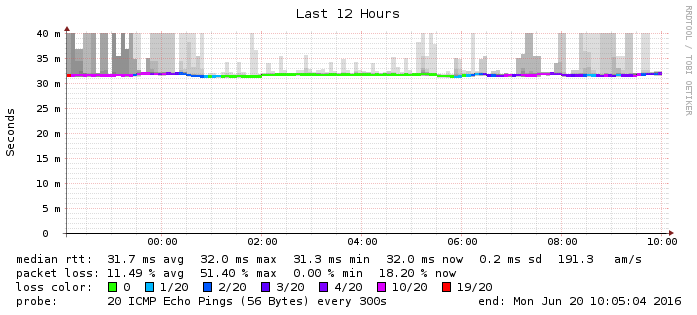 Last 12 Hours
RRDTOOL / TOBI OETIKER
Seconds
40 m
35 m
30 m
25 m
20 m
15 m
10 m
5 m
0
00:00 02:00 04:00 06:00 08:00 10:00
median rtt: 31.7 ms avg 32.0 ms max 31.3 ms min 32.0 ms now 0.2 ms sd 191.3 am/s
packet loss: 11.49 % avg 51.40 % max 0.00 % min 18.20 % now
loss color: 0 1/20 2/20 3/20 4/20 10/20 19/20
probe: 20 ICMP Echo Pings (56 Bytes) every 300s end: Mon Jun 20 10:05:04 2016